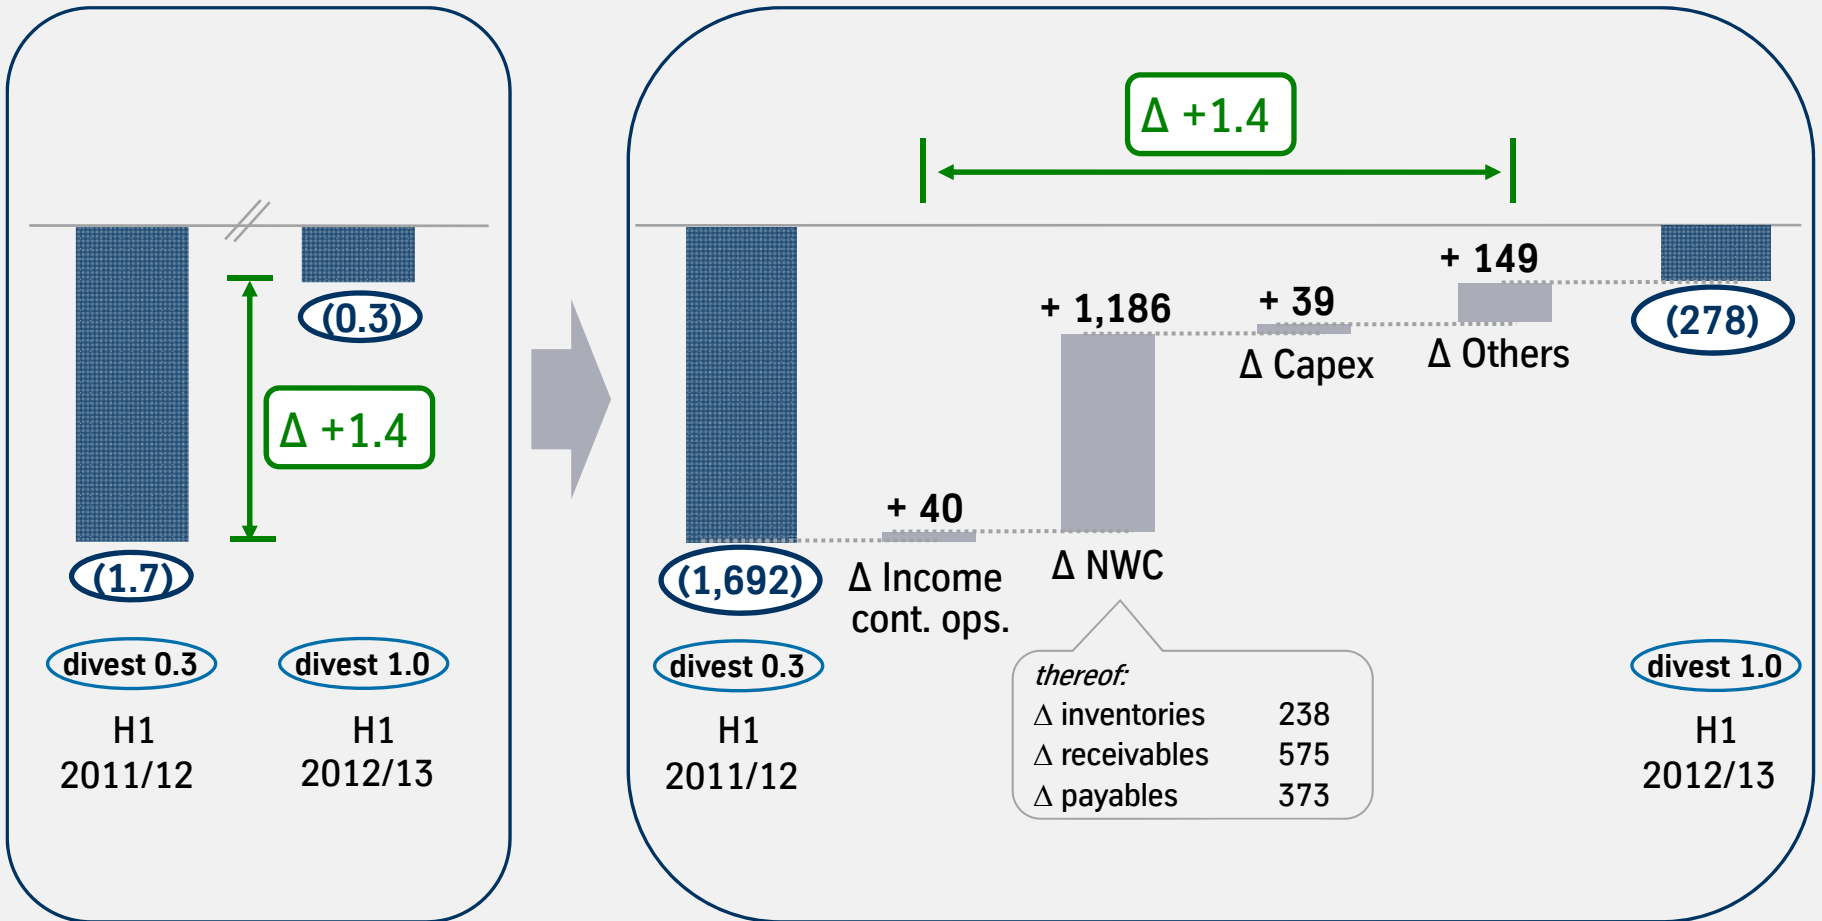 Δ +1.4
(0.3)
Δ +1.4
(1.7)
divest 0.3
divest 1.0
H1
2011/12
H1
2012/13
Δ +1.4
+ 149
+ 1,186
+ 39
(278)
Δ Others
Δ Capex
+ 40
(1,692)
Δ Income
cont. ops.
Δ NWC
divest 0.3
thereof:
Δ inventories 238
Δ receivables 575
Δ payables 373
divest 1.0
H1
2011/12
H1
2012/13